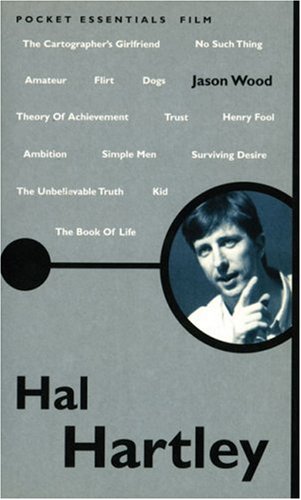 POCKET ESSENTIALS FILM
The Cartographer's Girlfriend No Such Thing
Amateur Flirt Dogs Jason Wood
Theory Of Achievement Trust Henry Fool
Ambition Simple Men Surviving Desire
The Unbelievable Truth Kid
The Book Of Life
Hal
Hartley